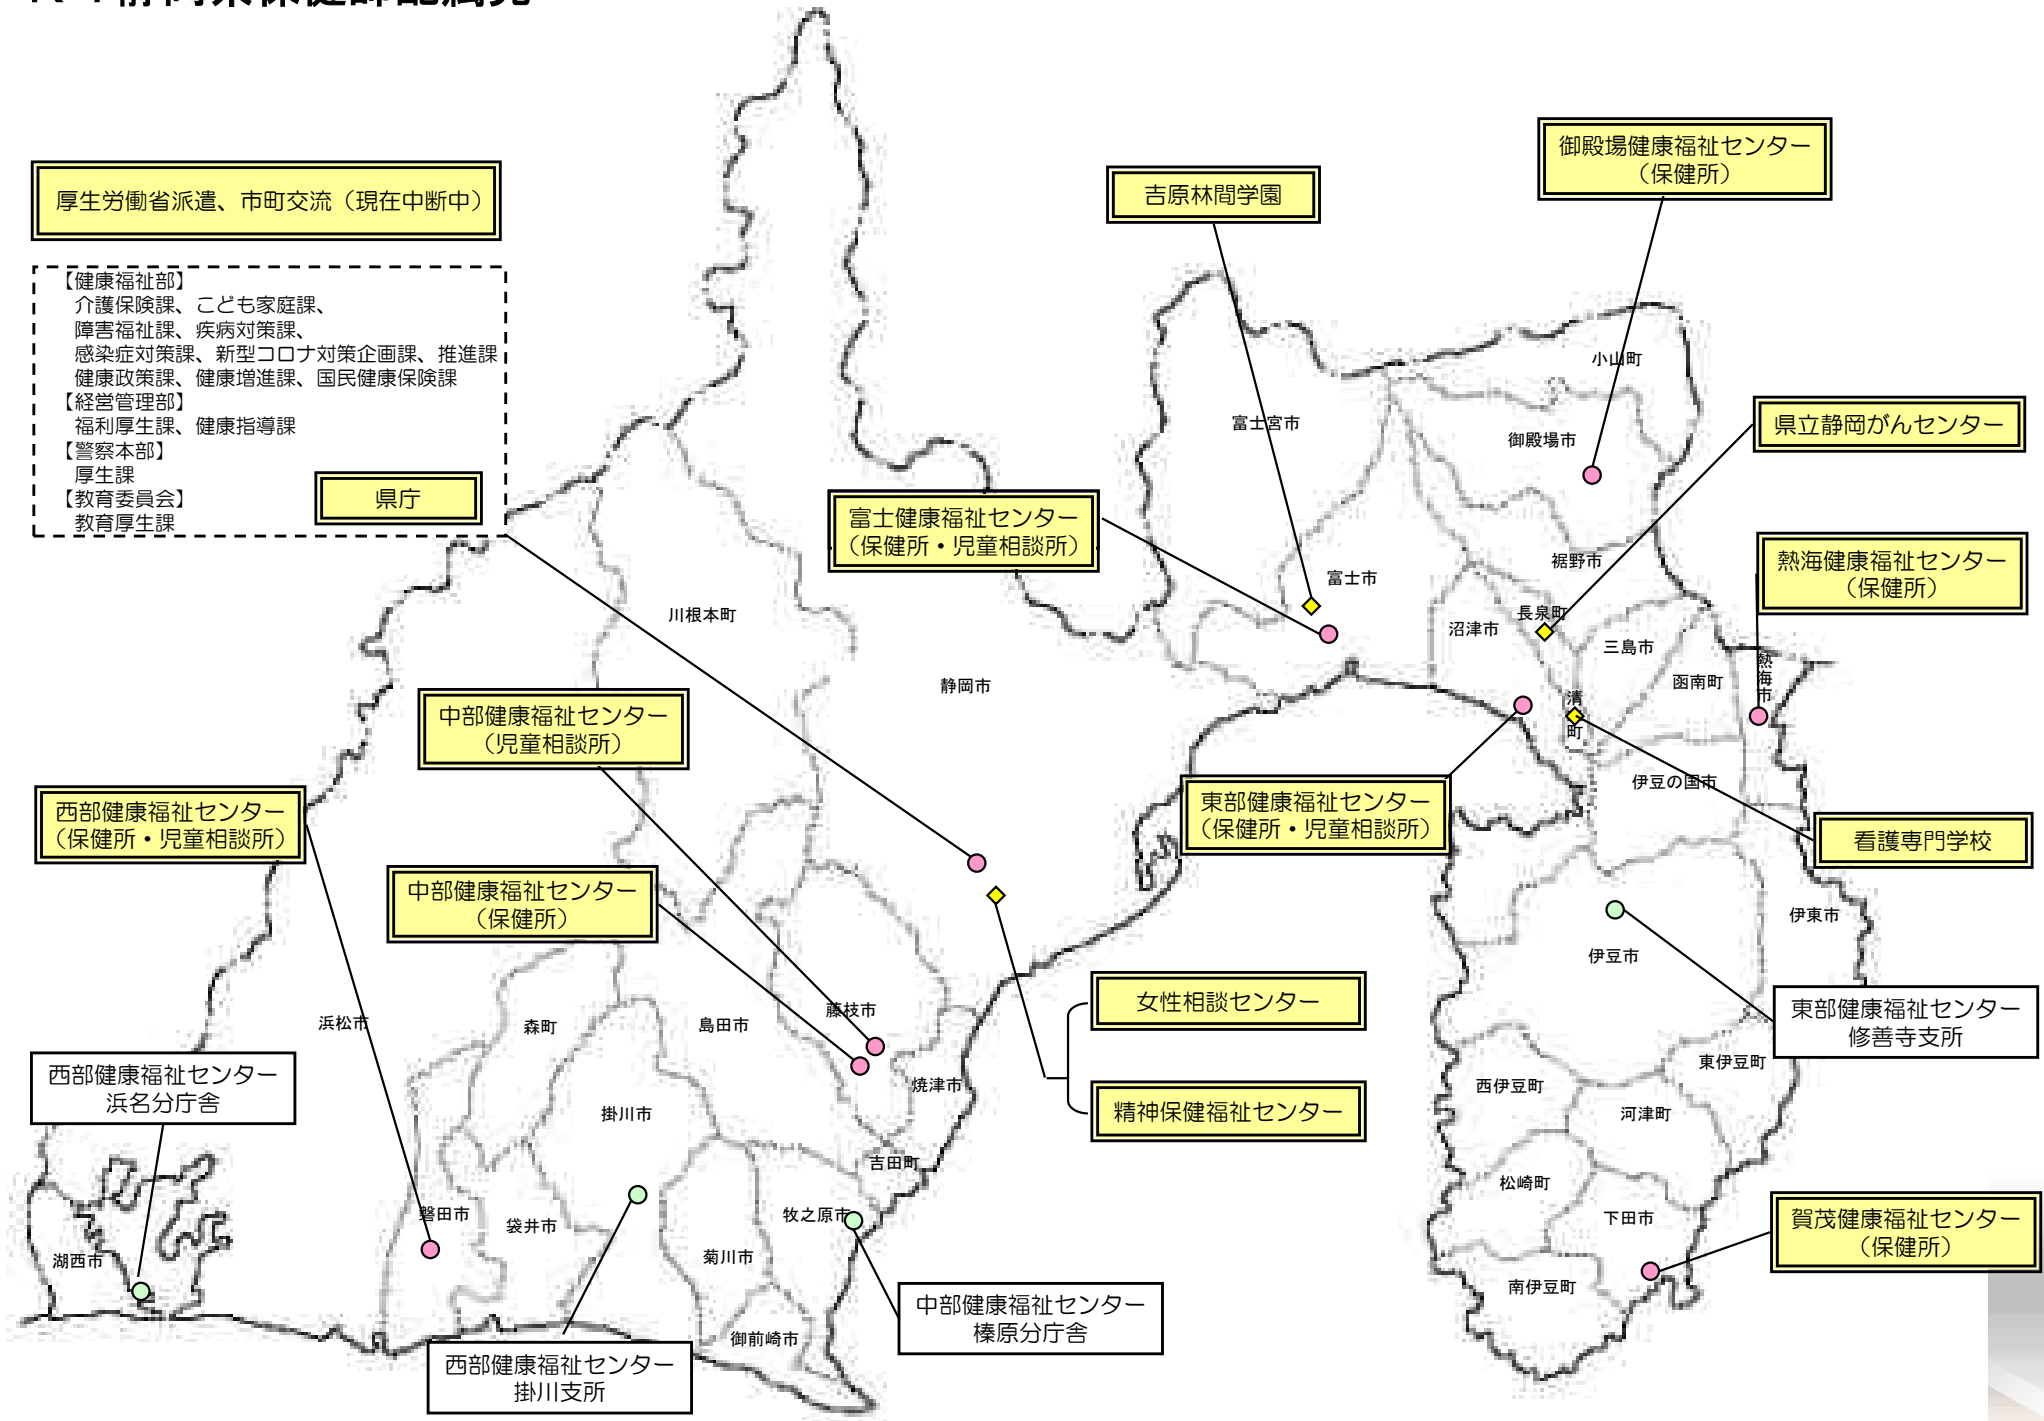 厚生労働省派遣、市町交流（現在中断中）
【健康福祉部】
介護保険課、こども家庭課、
障害福祉課、疾病対策課、
感染症対策課、新型コロナ対策企画課、推進課
健康政策課、健康増進課、国民健康保険課
【経営管理部】
福利厚生課、健康指導課
【警察本部】
厚生課
【教育委員会】
教育厚生課
県庁
吉原林間学園
御殿場健康福祉センター
（保健所）
県立静岡がんセンター
富士健康福祉センター
（保健所・児童相談所）
熱海健康福祉センター
（保健所）
中部健康福祉センター
（児童相談所）
西部健康福祉センター
（保健所・児童相談所）
中部健康福祉センター
（保健所）
東部健康福祉センター
（保健所・児童相談所）
看護専門学校
女性相談センター
精神保健福祉センター
東部健康福祉センター
修善寺支所
西部健康福祉センター
浜名分庁舎
賀茂健康福祉センター
（保健所）
中部健康福祉センター
榛原分庁舎
西部健康福祉センター
掛川支所
小山町
富士宮市
御殿場市
裾野市
富士市
長泉町
沼津市
三島市
函南町
熱海市
清
町
伊豆の国市
川根本町
静岡市
伊東市
伊豆市
浜松市
森町
島田市
藤枝市
焼津市
東伊豆町
西伊豆町
河津町
掛川市
吉田町
松崎町
磐田市
袋井市
牧之原市
下田市
湖西市
菊川市
南伊豆町
御前崎市